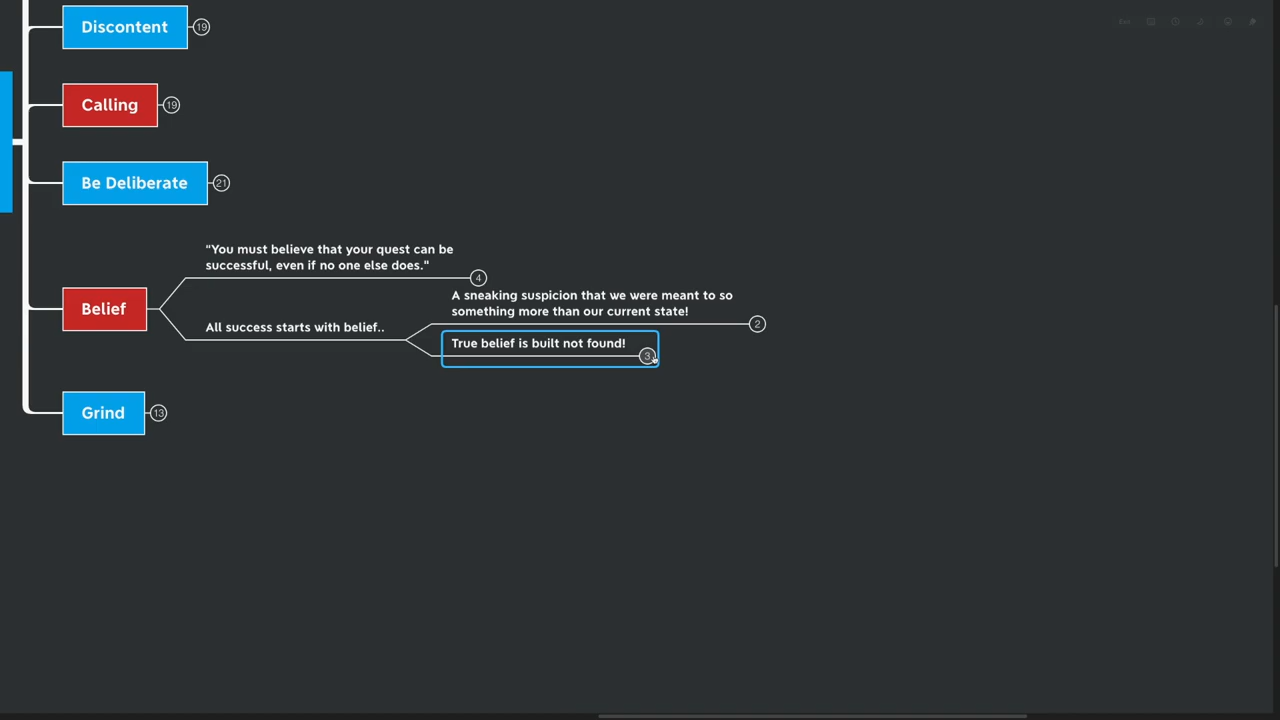 Discontent 19
Calling 19
Be Deliberate 21
"You must believe that your quest can be
successful, even if no one else does."
4
A sneaking suspicion that we were meant to so
something more than our current state!
2
Belief
All success starts with belief..
True belief is built not found!
3
Grind 13